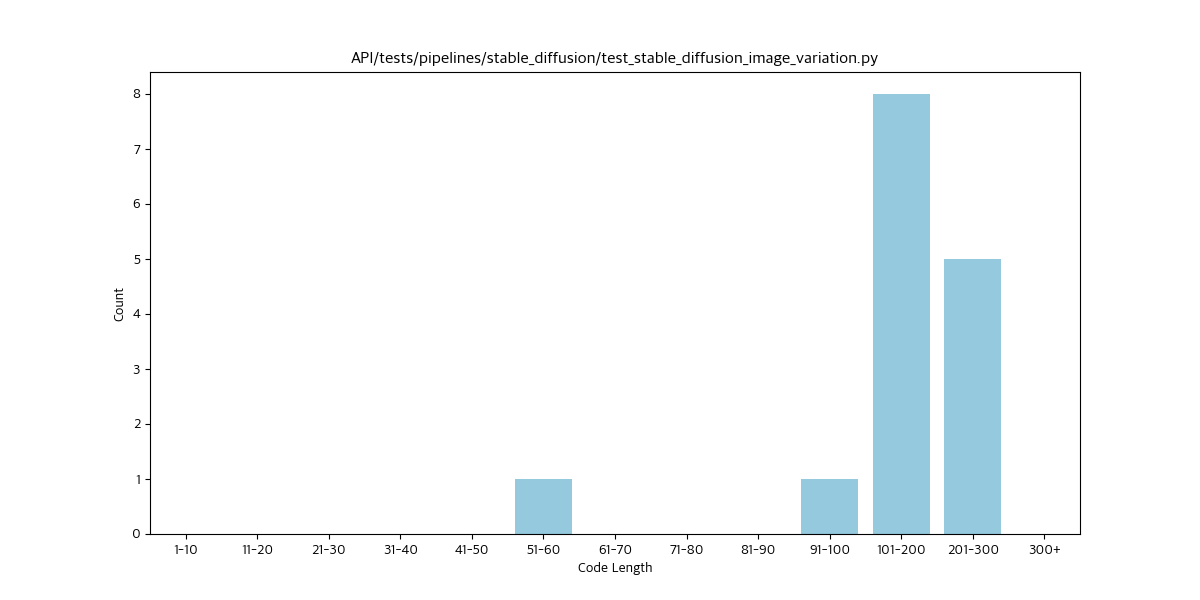 API/tests/pipelines/stable_diffusion/test_stable_diffusion_image_variation.py
8
7
6
5
4
3
2
1
0
Count
1-10 11-20 21-30 31-40 41-50 51-60 61-70 71-80 81-90 91-100 101-200 201-300 300+
Code Length